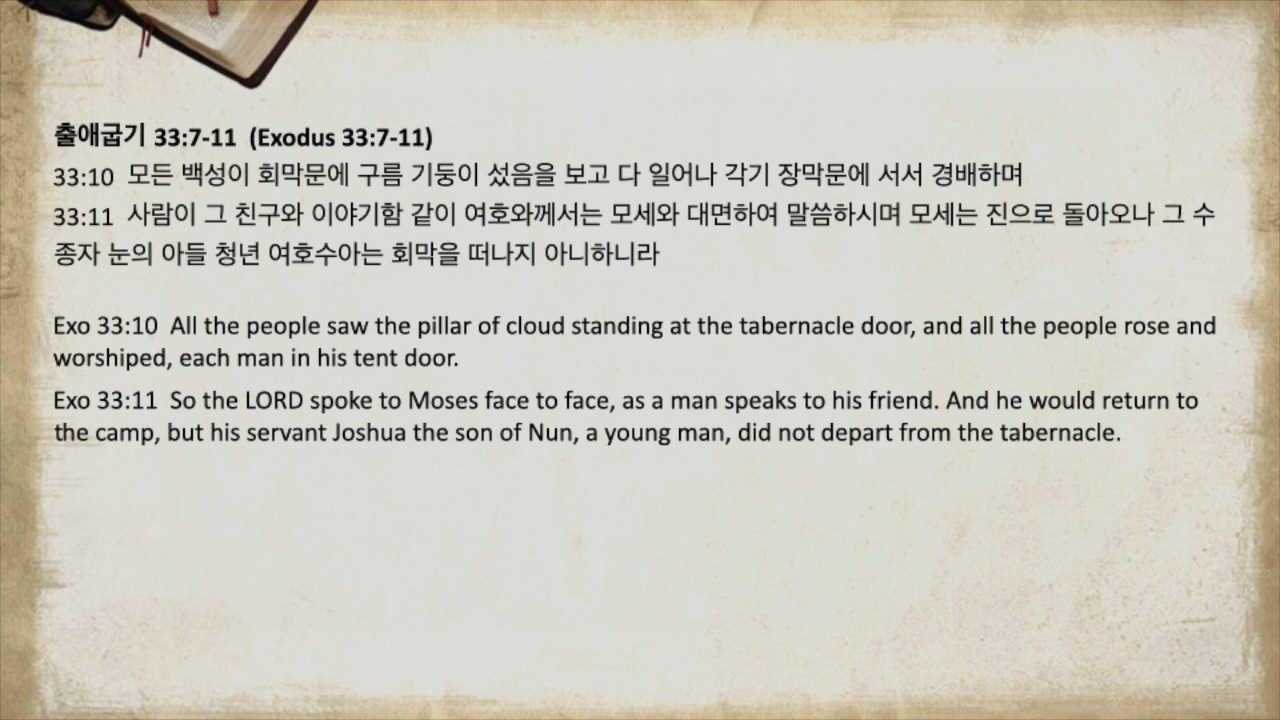 출애굽기 33:7-11 (Exodus 33:7-11)
33:10 모든 백성이 회막문에 구름 기둥이 섰음을 보고 다 일어나 각기 장막문에 서서 경배하며
33:11 사람이 그 친구와 이야기함 같이 여호와께서는 모세와 대면하여 말씀하시며 모세는 진으로 돌아오나 그 수
종자 눈의 아들 청년 여호수아는 회막을 떠나지 아니하니라
Exo 33:10 All the people saw the pillar of cloud standing at the tabernacle door, and all the people rose and
worshiped, each man in his tent door.
Exo 33:11 So the LORD spoke to Moses face to face, as a man speaks to his friend. And he would return to
the camp, but his servant Joshua the son of Nun, a young man, did not depart from the tabernacle.